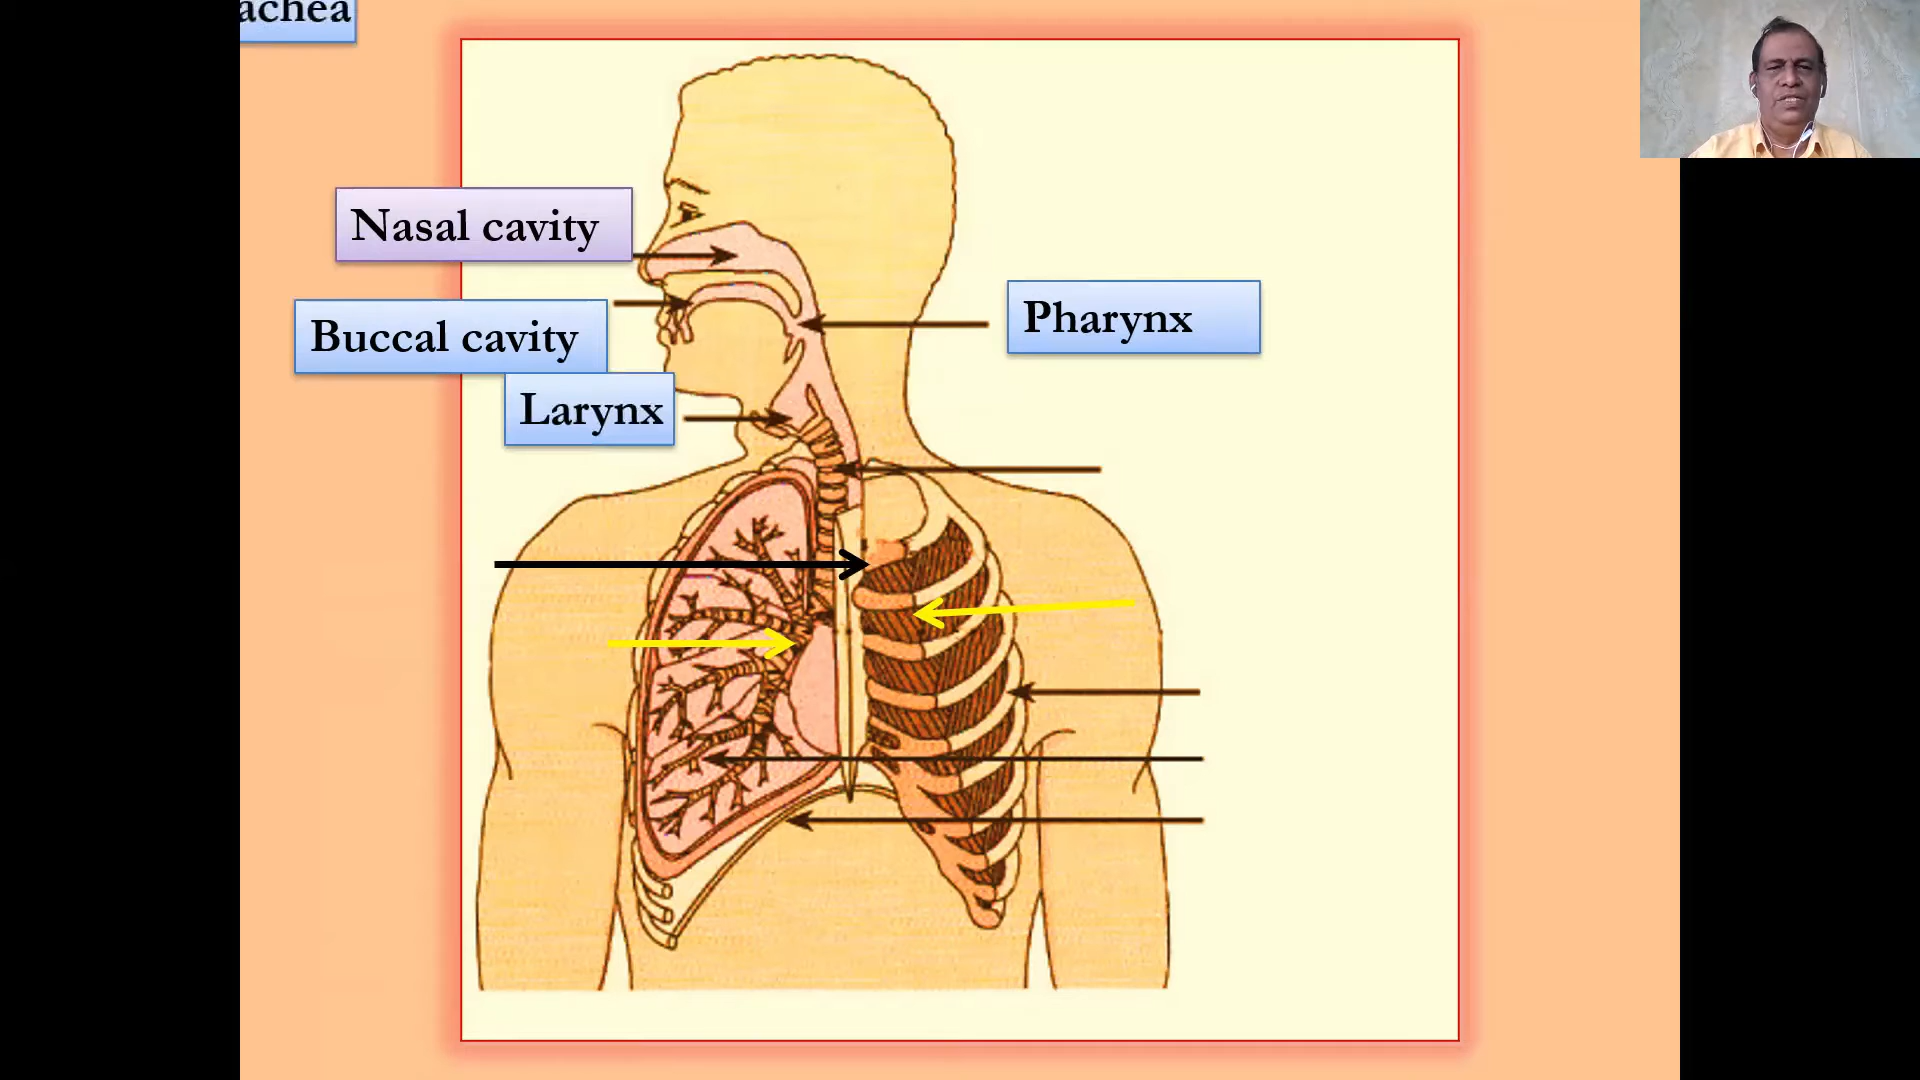 achea
Nasal cavity
Buccal cavity
Pharynx
Larynx